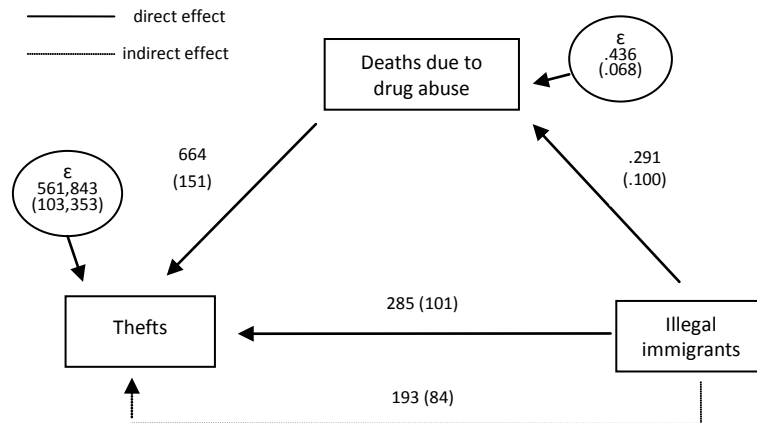 direct effect
indirect effect
Deaths due to
drug abuse
ε
.436
(.068)
664
(151)
.291
(.100)
ε
561,843
(103,353)
Thefts
285 (101)
Illegal
immigrants
193 (84)